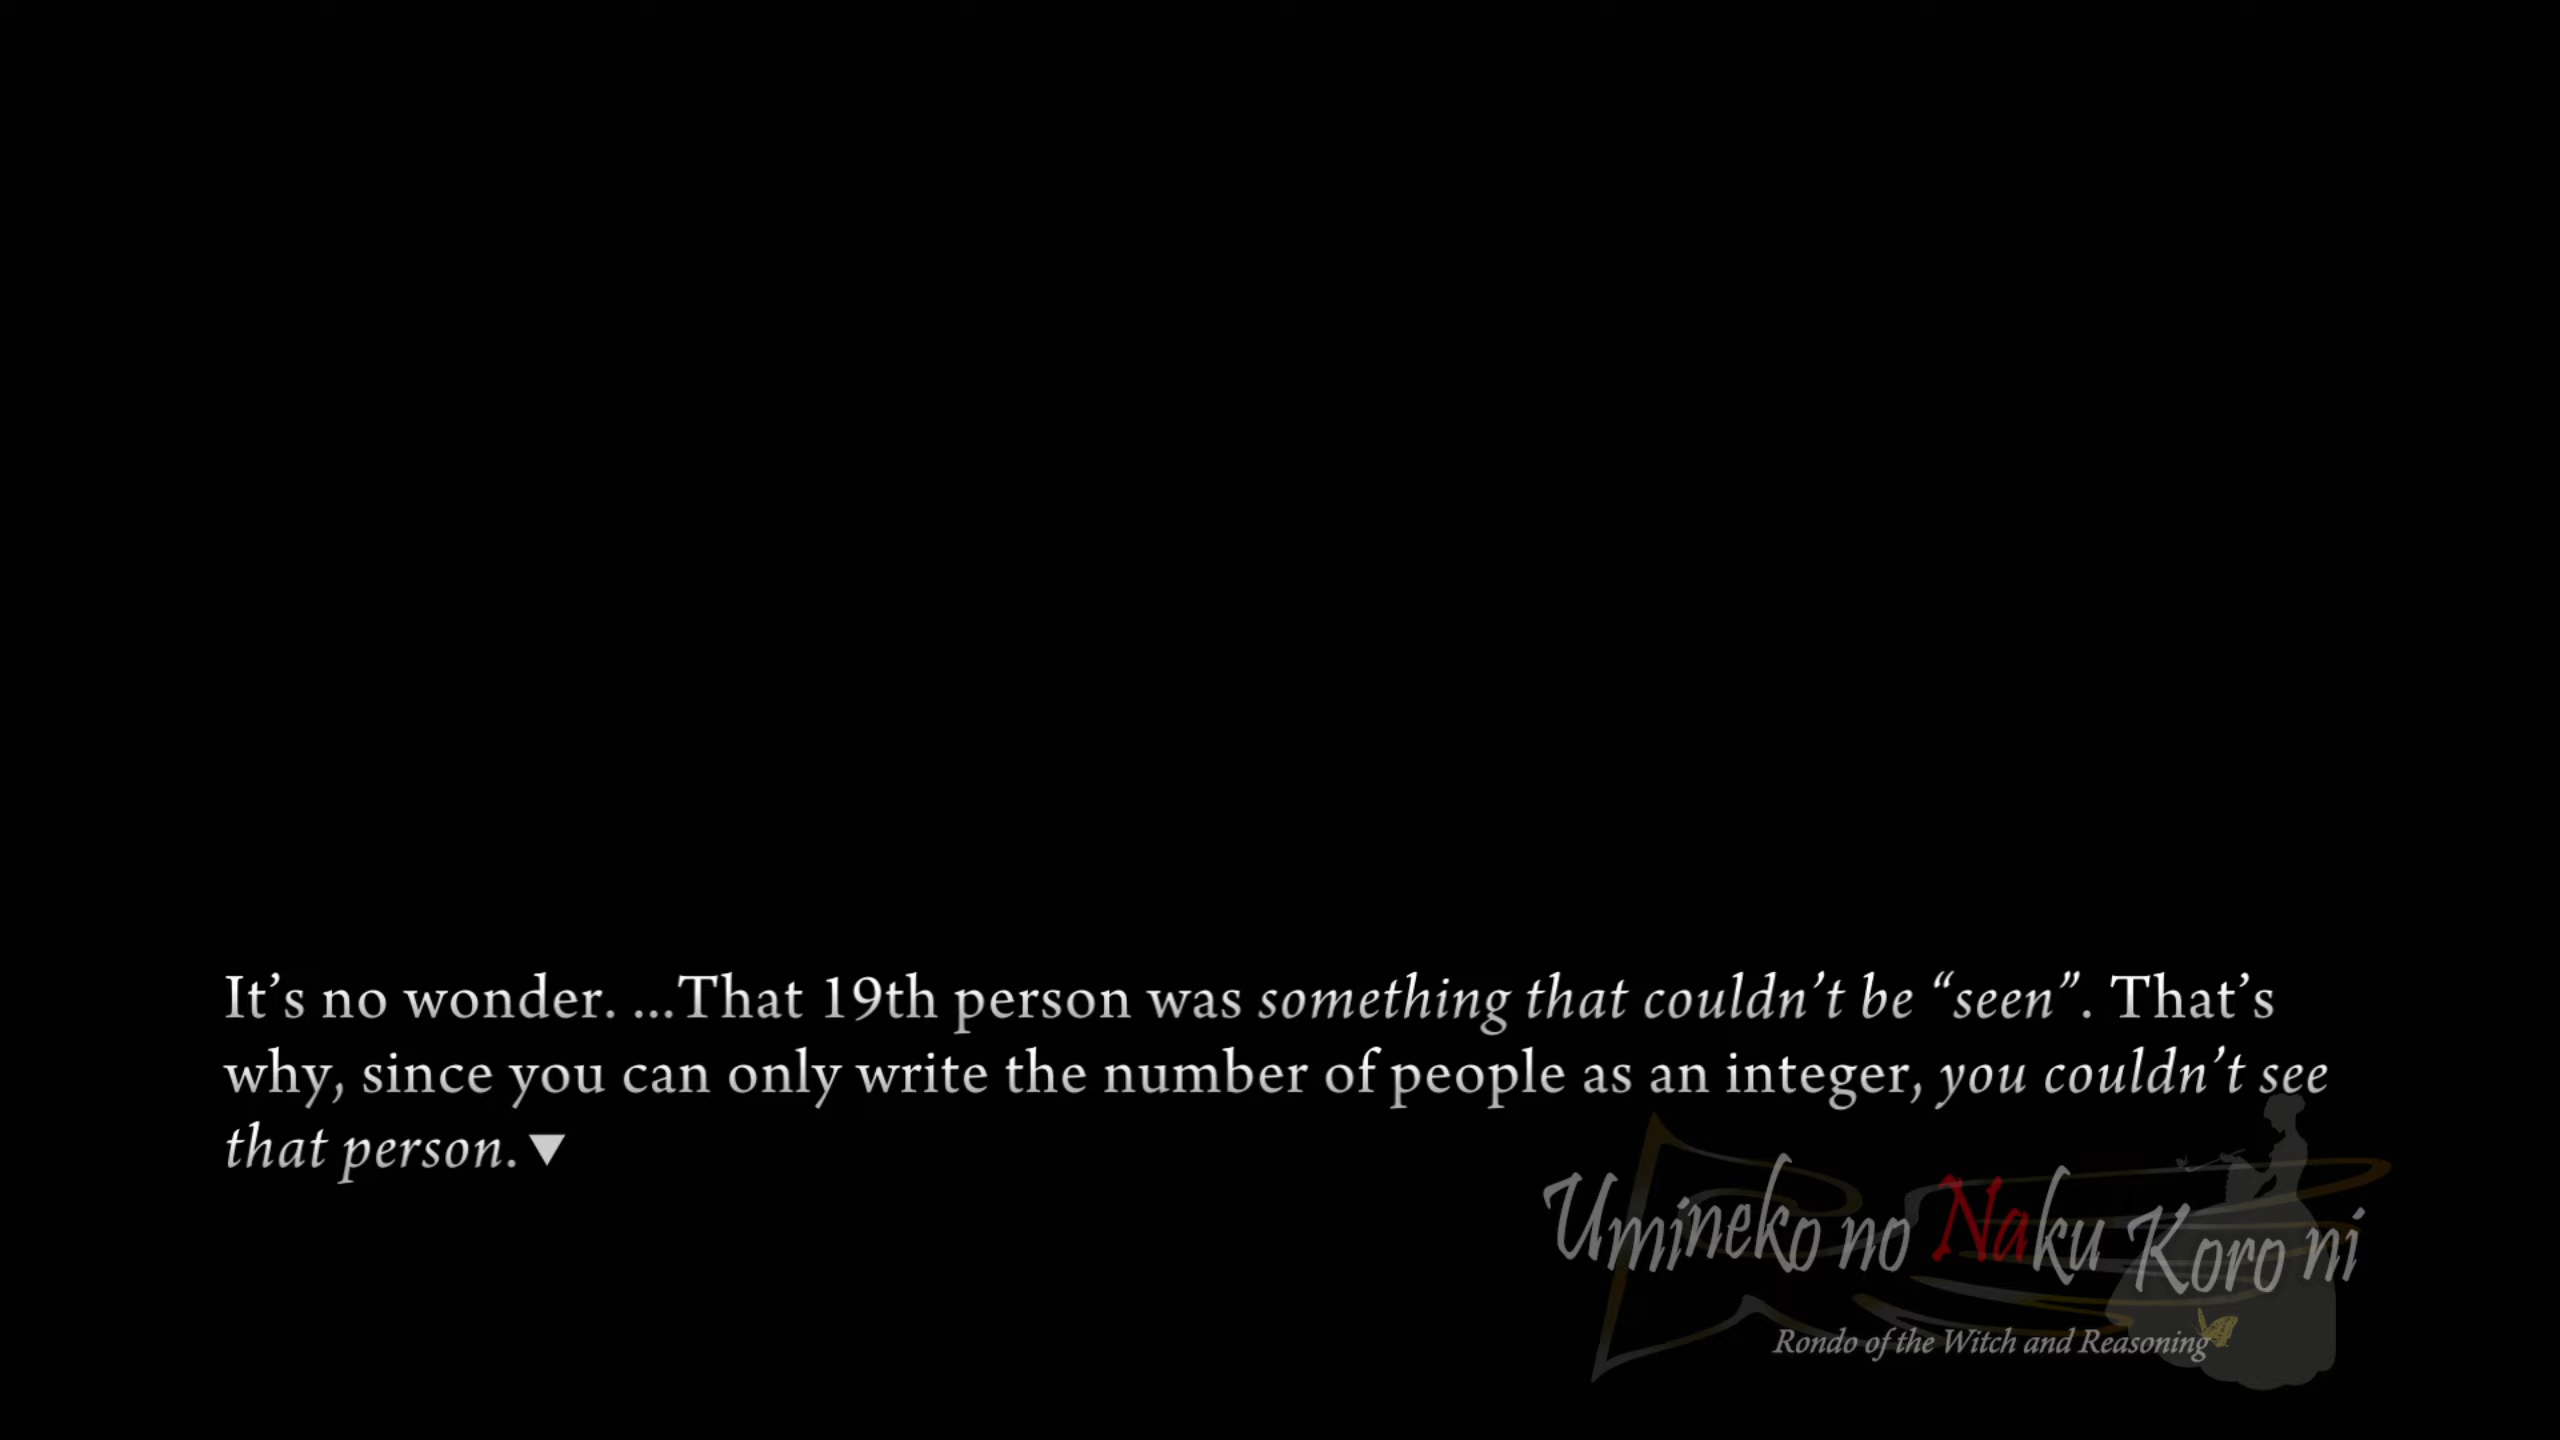 It’s no wonder. ...That 19th person was something that couldn’t be “seen”. That’s
why, since you can only write the number of people as an integer, you couldn’t see
that person.
Umineko no Naku Koro ni
Rondo of the Witch and Reasoning